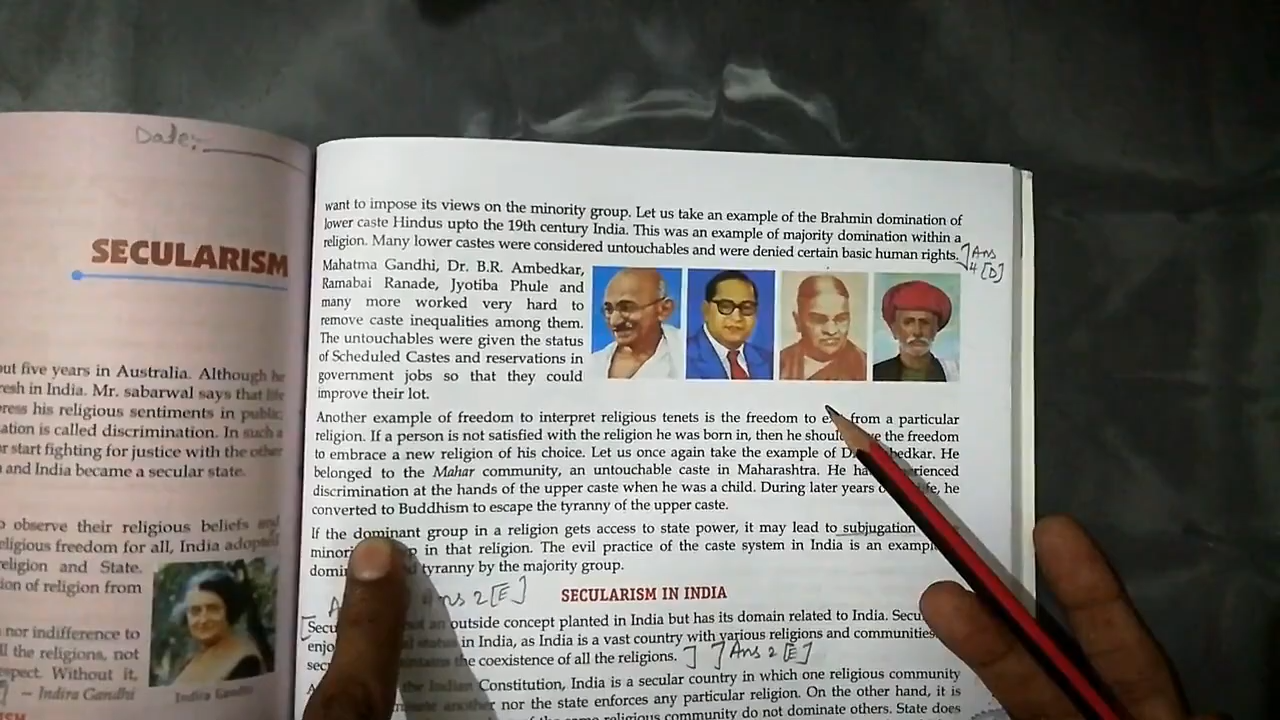 Date:-
SECULARISM
out five years in Australia. Although he
resh in India. Mr. sabarwal says that life
press his religious sentiments in public
ation is called discrimination. In such a
or start fighting for justice with the other
and India became a secular state.
o observe their religious beliefs and
eligious freedom for all, India adopted
religion and State.
ion of religion from
nor indifference to
ll the religions, not
spect. Without it,
– Indira Gandhi
Indira Gandhi
want to impose its views on the minority group. Let us take an example of the Brahmin domination of
lower caste Hindus upto the 19th century India. This was an example of majority domination within a
religion. Many lower castes were considered untouchables and were denied certain basic human rights.
] Ans
4 [D]
Mahatma Gandhi, Dr. B.R. Ambedkar,
Ramabai Ranade, Jyotiba Phule and
many more worked very hard to
remove caste inequalities among them.
The untouchables were given the status
of Scheduled Castes and reservations in
government jobs so that they could
improve their lot.
Another example of freedom to interpret religious tenets is the freedom to from a particular
religion. If a person is not satisfied with the religion he was born in, then he should the freedom
to embrace a new religion of his choice. Let us once again take the example of He
belonged to the Mahar community, an untouchable caste in Maharashtra. He
discrimination at the hands of the upper caste when he was a child. During later years he
converted to Buddhism to escape the tyranny of the upper caste.
If the dominant group in a religion gets access to state power, it may lead to subjugation
in that religion. The evil practice of the caste system in India is an
tyranny by the majority group.
Ans 2 [E]
SECULARISM IN INDIA
an outside concept planted in India but has its domain related to India.
in India, as India is a vast country with various religions and communities,
the coexistence of all the religions. ] ] Ans 2 [E]
the Indian Constitution, India is a secular country in which one religious community
another nor the state enforces any particular religion. On the other hand, it is
religious community do not dominate others. State does